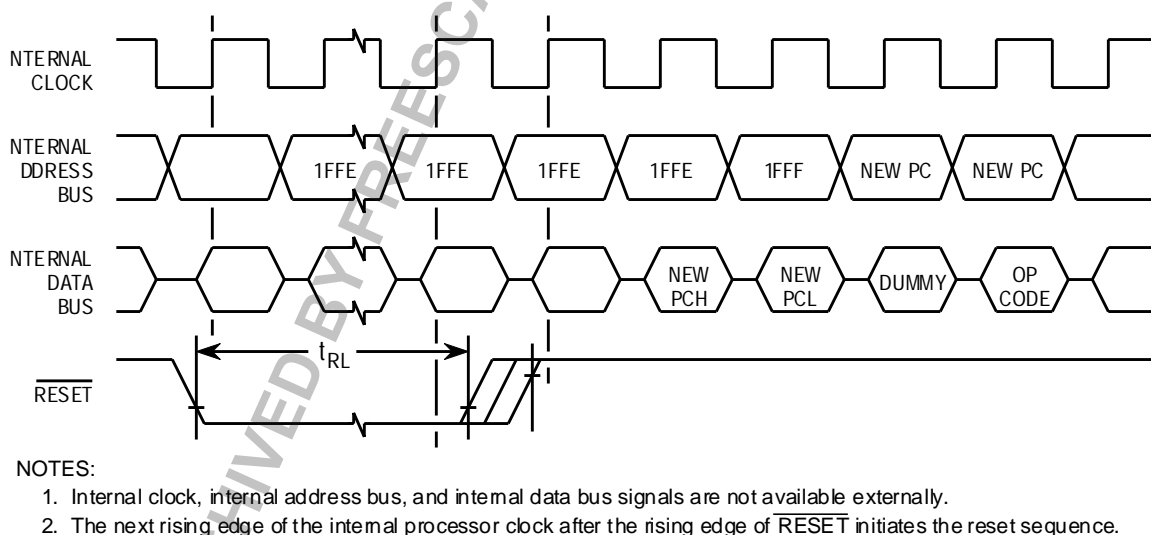 NTERNAL
CLOCK
NTERNAL
DDRESS
BUS
1FFE
1FFE
1FFE
1FFE
1FFF
NEW PC
NEW PC
NTERNAL
DATA
BUS
NEW
PCH
NEW
PCL
DUMMY
OP
CODE
tRL
RESET
HIVED BY FREESCA
NOTES:
1. Internal clock, internal address bus, and internal data bus signals are not available externally.
2. The next rising edge of the internal processor clock after the rising edge of RESET initiates the reset sequence.